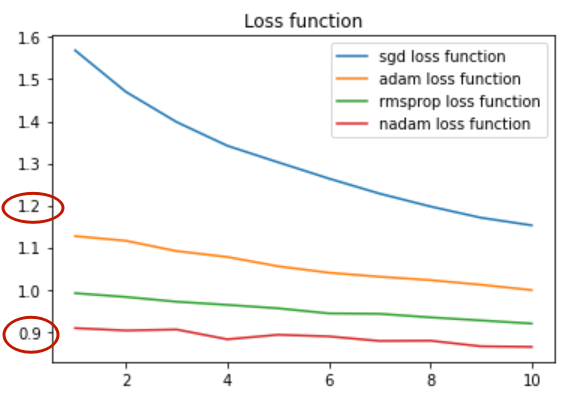 Loss function
1.6
1.5
1.4
1.3
1.2
1.1
1.0
0.9
sgd loss function
adam loss function
rmsprop loss function
nadam loss function
2 4 6 8 10